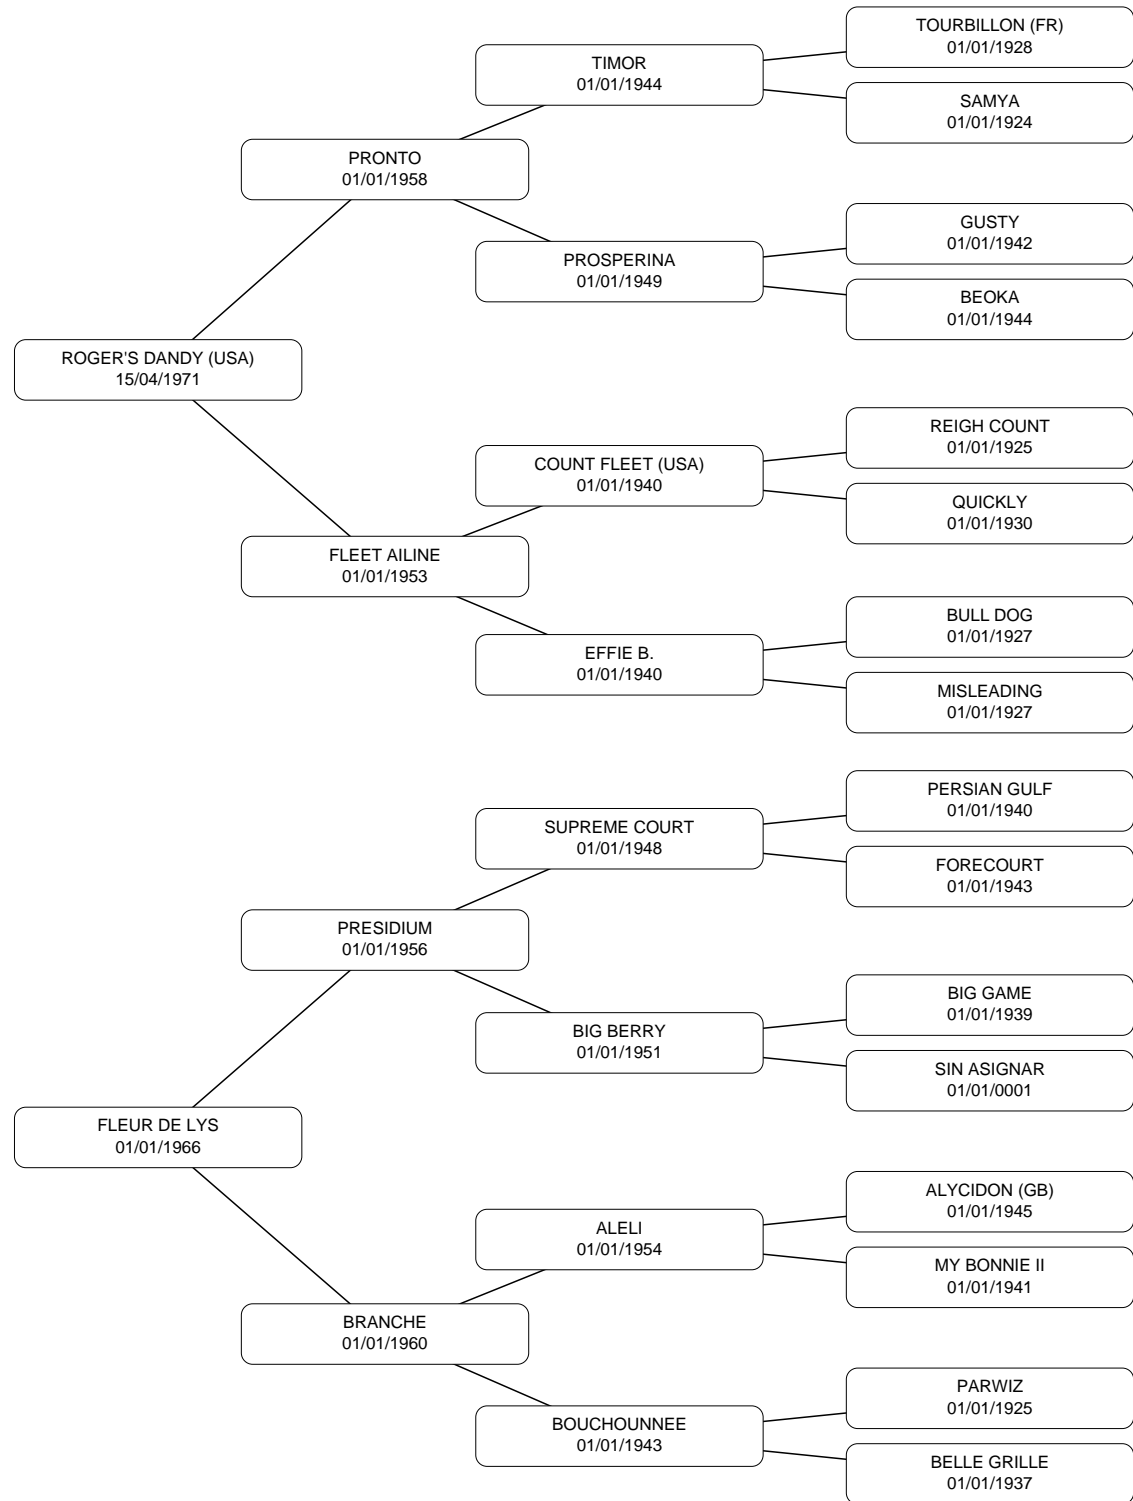 TOURBILLON (FR)
01/01/1928
TIMOR
01/01/1944
SAMYA
01/01/1924
PRONTO
01/01/1958
GUSTY
01/01/1942
PROSPERINA
01/01/1949
BEOKA
01/01/1944
ROGER'S DANDY (USA)
15/04/1971
REIGH COUNT
01/01/1925
COUNT FLEET (USA)
01/01/1940
QUICKLY
01/01/1930
FLEET AILINE
01/01/1953
BULL DOG
01/01/1927
EFFIE B.
01/01/1940
MISLEADING
01/01/1927
PERSIAN GULF
01/01/1940
SUPREME COURT
01/01/1948
FORECOURT
01/01/1943
PRESIDIUM
01/01/1956
BIG GAME
01/01/1939
BIG BERRY
01/01/1951
SIN ASIGNAR
01/01/0001
FLEUR DE LYS
01/01/1966
ALYCIDON (GB)
01/01/1945
ALELI
01/01/1954
MY BONNIE II
01/01/1941
BRANCHE
01/01/1960
PARWIZ
01/01/1925
BOUCHOUNNEE
01/01/1943
BELLE GRILLE
01/01/1937